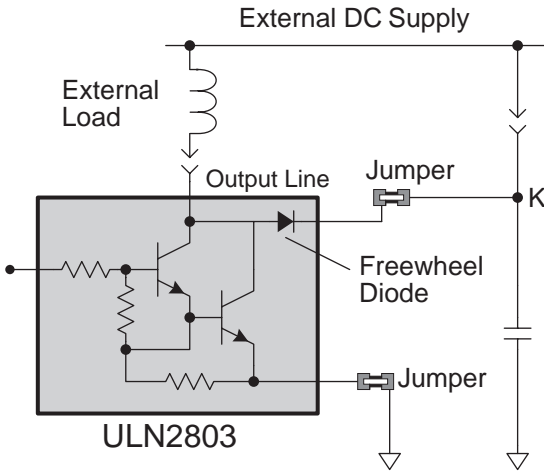 External DC Supply
External
Load
Jumper
Output Line
K
Freewheel
Diode
Jumper
ULN2803